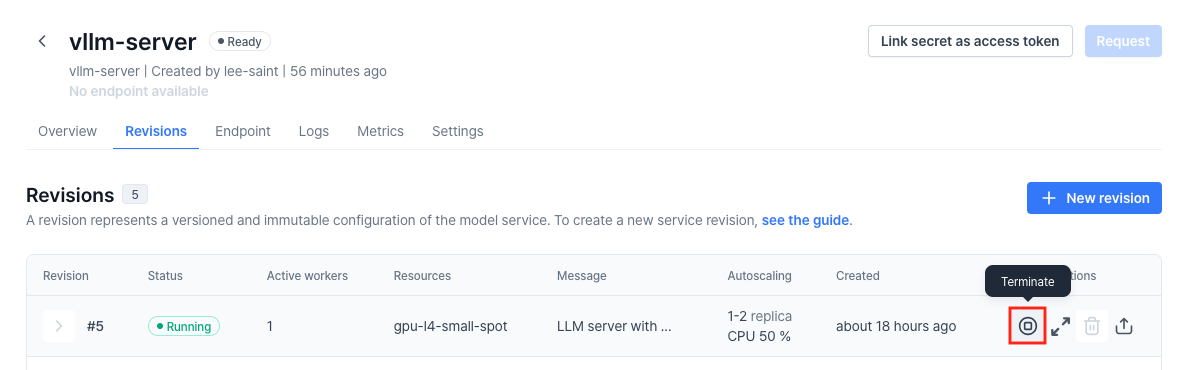 vllm-server Ready
Link secret as access token Request
vllm-server | Created by lee-saint | 56 minutes ago
No endpoint available
Overview Revisions Endpoint Logs Metrics Settings
Revisions 5
New revision
A revision represents a versioned and immutable configuration of the model service. To create a new service revision, see the guide.
Revision Status Active workers Resources Message Autoscaling Created
Terminate
#5 Running 1 gpu-l4-small-spot LLM server with ... 1-2 replica about 18 hours ago
CPU 50 %